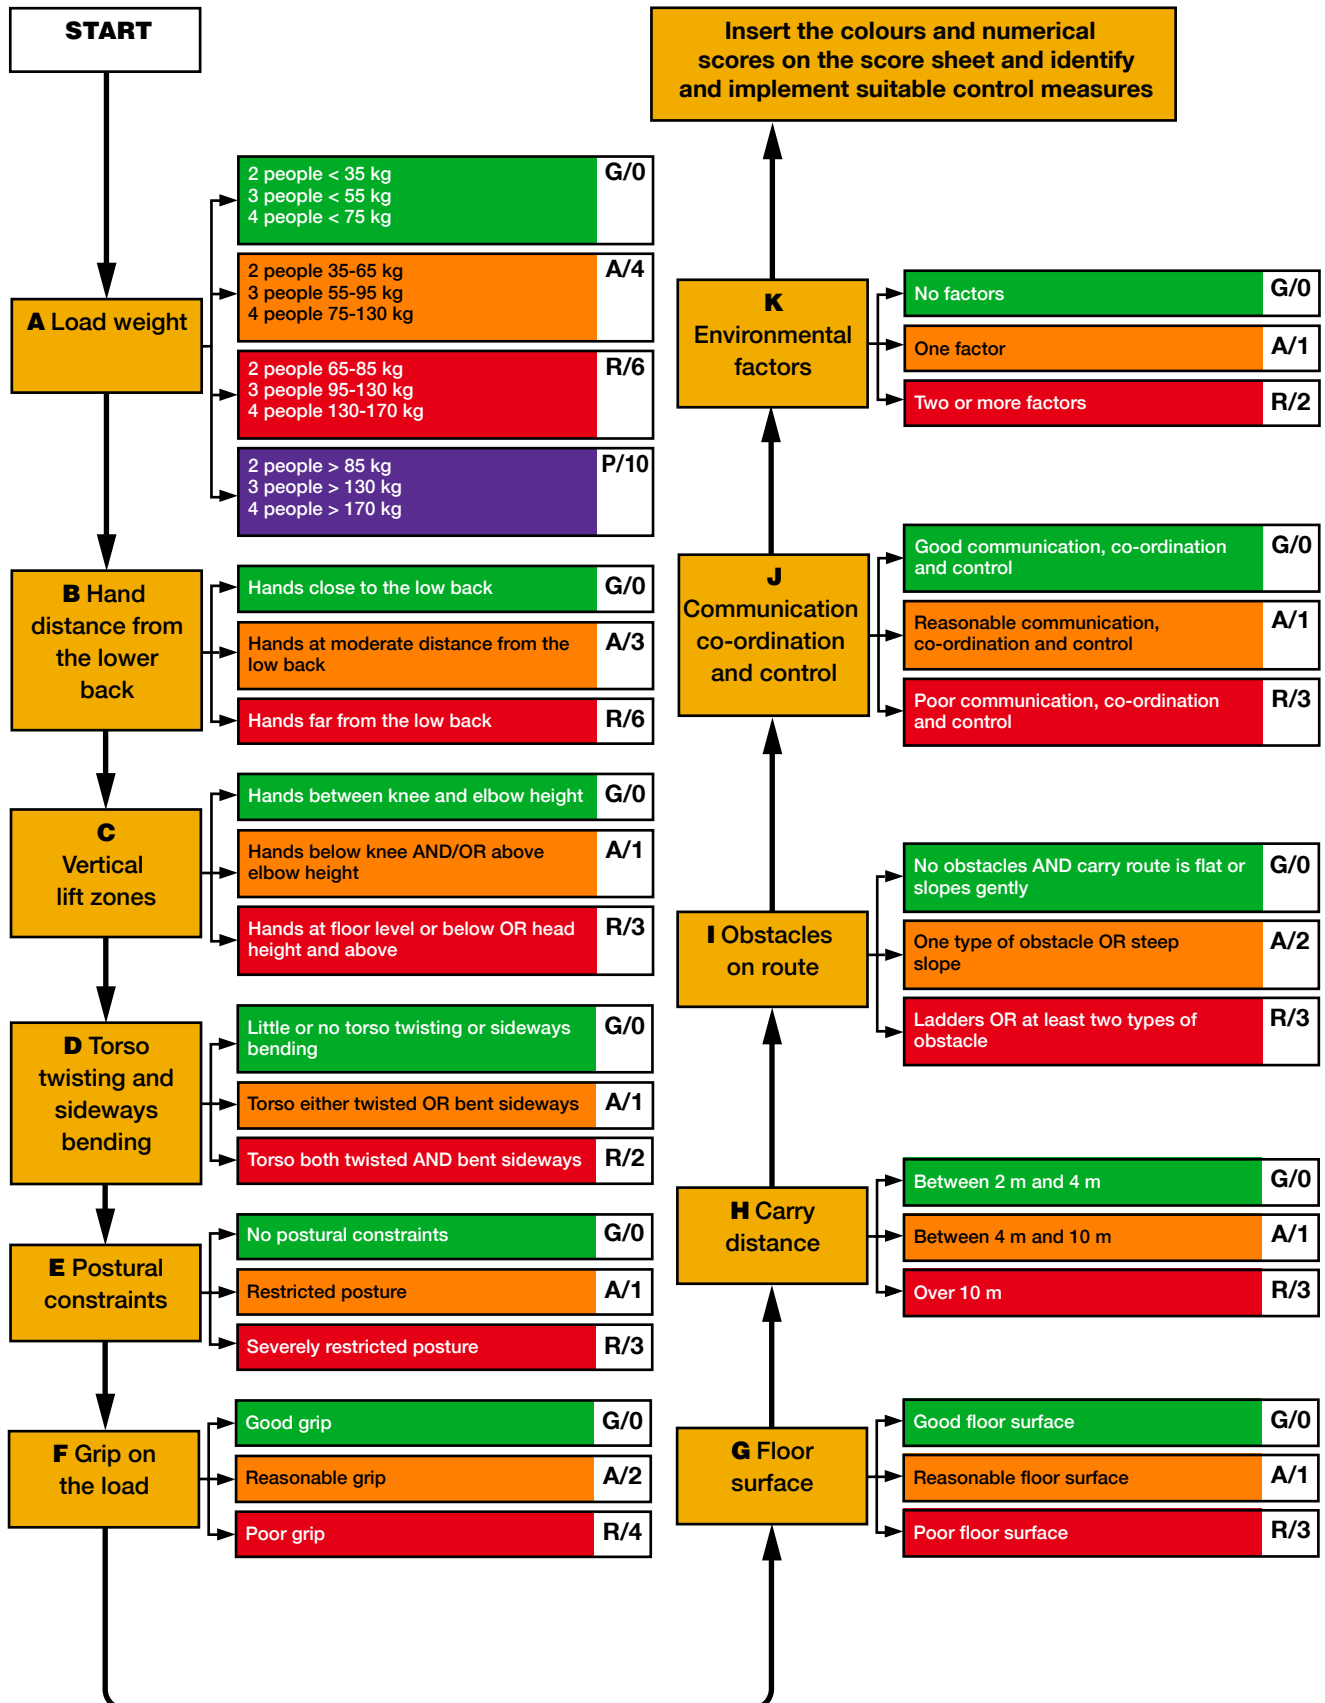 START
A Load weight
2 people < 35 kg
3 people < 55 kg
4 people < 75 kg
G/0
2 people 35-65 kg
3 people 55-95 kg
4 people 75-130 kg
A/4
2 people 65-85 kg
3 people 95-130 kg
4 people 130-170 kg
R/6
2 people > 85 kg
3 people > 130 kg
4 people > 170 kg
P/10
B Hand
distance from
the lower
back
Hands close to the low back
G/0
Hands at moderate distance from the
low back
A/3
Hands far from the low back
R/6
C
Vertical
lift zones
Hands between knee and elbow height
G/0
Hands below knee AND/OR above
elbow height
A/1
Hands at floor level or below OR head
height and above
R/3
D Torso
twisting and
sideways
bending
Little or no torso twisting or sideways
bending
G/0
Torso either twisted OR bent sideways
A/1
Torso both twisted AND bent sideways
R/2
E Postural
constraints
No postural constraints
G/0
Restricted posture
A/1
Severely restricted posture
R/3
F Grip on
the load
Good grip
G/0
Reasonable grip
A/2
Poor grip
R/4
G Floor
surface
Good floor surface
G/0
Reasonable floor surface
A/1
Poor floor surface
R/3
H Carry
distance
Between 2 m and 4 m
G/0
Between 4 m and 10 m
A/1
Over 10 m
R/3
I Obstacles
on route
No obstacles AND carry route is flat or
slopes gently
G/0
One type of obstacle OR steep
slope
A/2
Ladders OR at least two types of
obstacle
R/3
J
Communication
co-ordination
and control
Good communication, co-ordination
and control
G/0
Reasonable communication,
co-ordination and control
A/1
Poor communication, co-ordination
and control
R/3
K
Environmental
factors
No factors
G/0
One factor
A/1
Two or more factors
R/2
Insert the colours and numerical
scores on the score sheet and identify
and implement suitable control measures